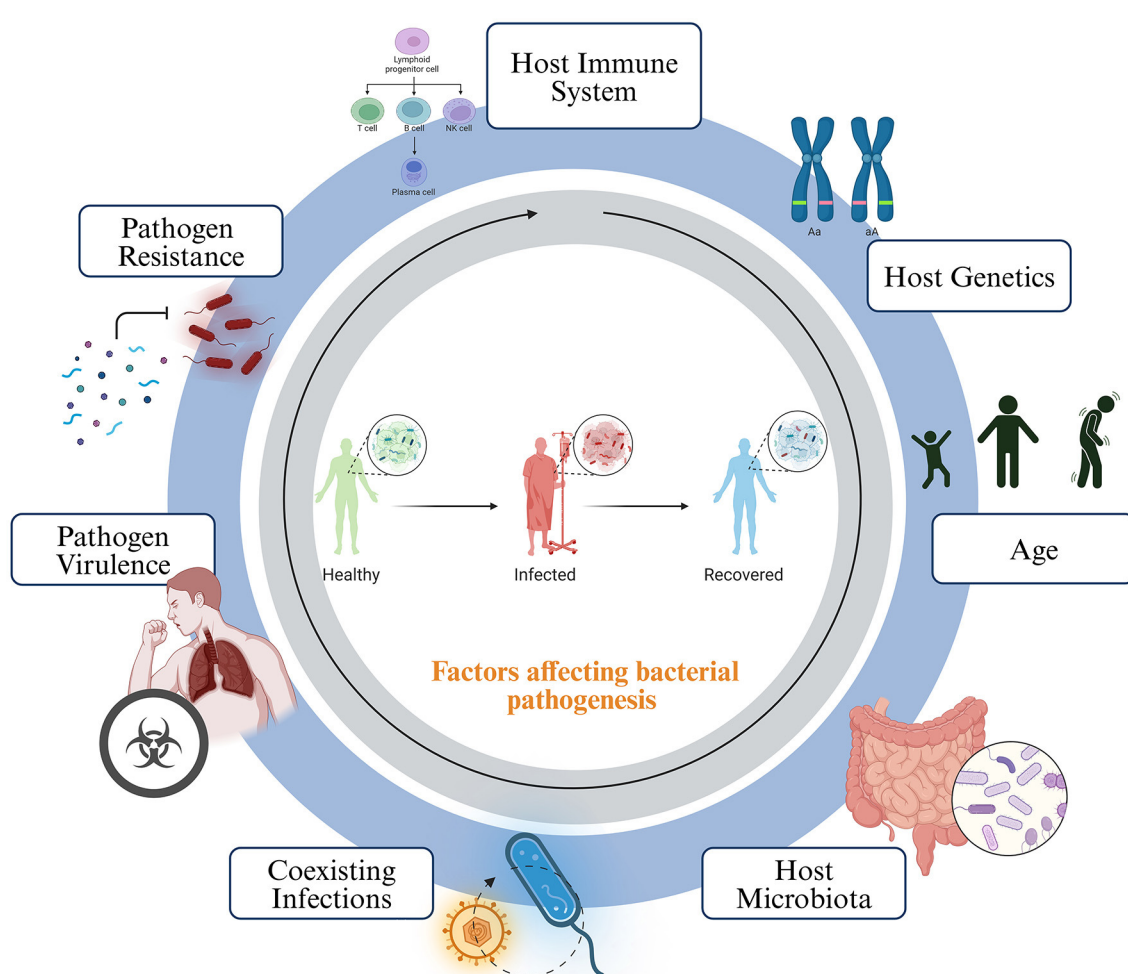 Host Immune
System
Lymphoid
progenitor cell
T cell
B cell
NK cell
Plasma cell
Aa
aA
Host Genetics
Pathogen
Resistance
Age
Pathogen
Virulence
Healthy
Infected
Recovered
Factors affecting bacterial
pathogenesis
Coexisting
Infections
Host
Microbiota